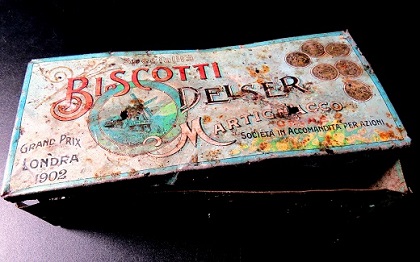 BISCOTTI
DELSER
MARTIGNACCO
SOCIETÀ IN ACCOMANDITA PER AZIONI
GRAND PRIX
LONDRA
1902